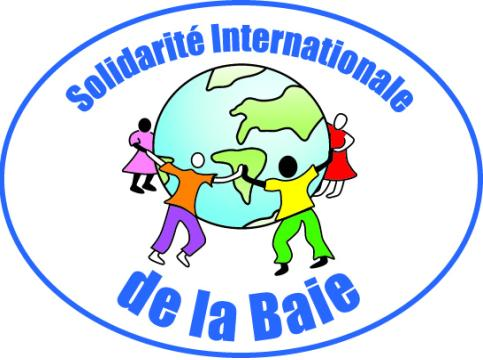 Solidarité Internationale
de la Baie